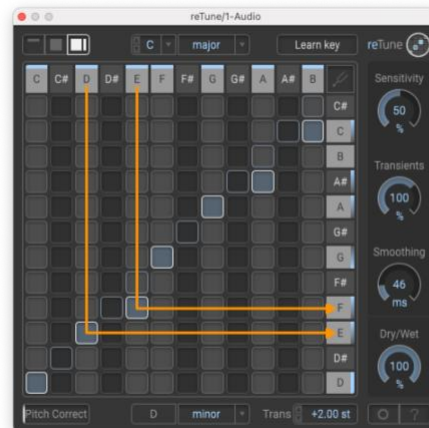 reTune/1-Audio
C major Learn key reTune
C C# D D# E F F# G G# A A# B
C#
C
B
A#
A
G#
G
F#
F
E
D#
D
Sensitivity
50
%
Transients
100
%
Smoothing
46
ms
Dry/Wet
100
%
Pitch Correct D minor Trans +2.00 st ?